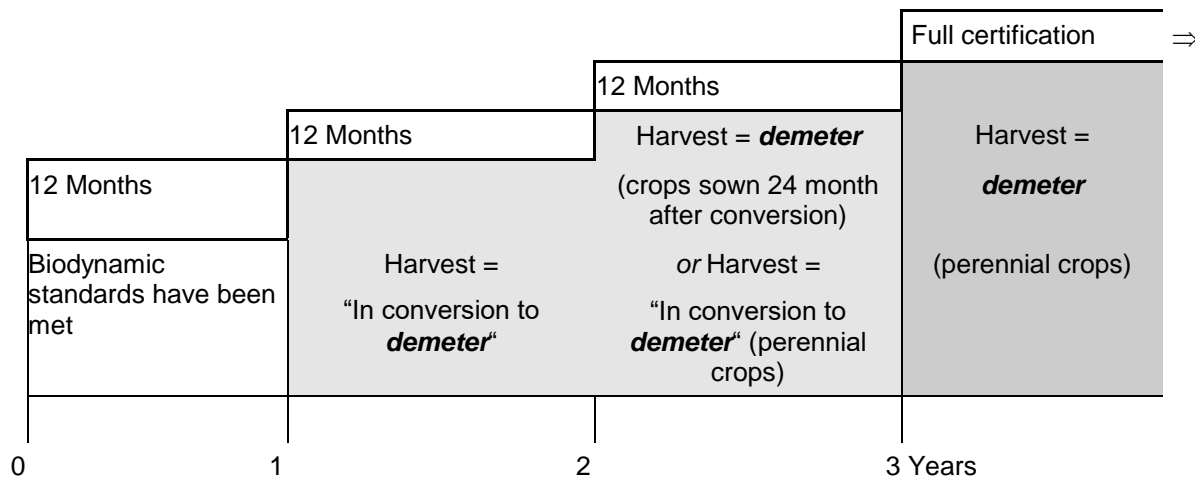 Full certification ⇒
12 Months
12 Months
12 Months
Harvest = demeter
(crops sown 24 month
after conversion)
or Harvest =
“In conversion to
demeter“ (perennial
crops)
Harvest =
demeter
(perennial crops)
Biodynamic
standards have been
met
Harvest =
“In conversion to
demeter“
0 1 2 3 Years